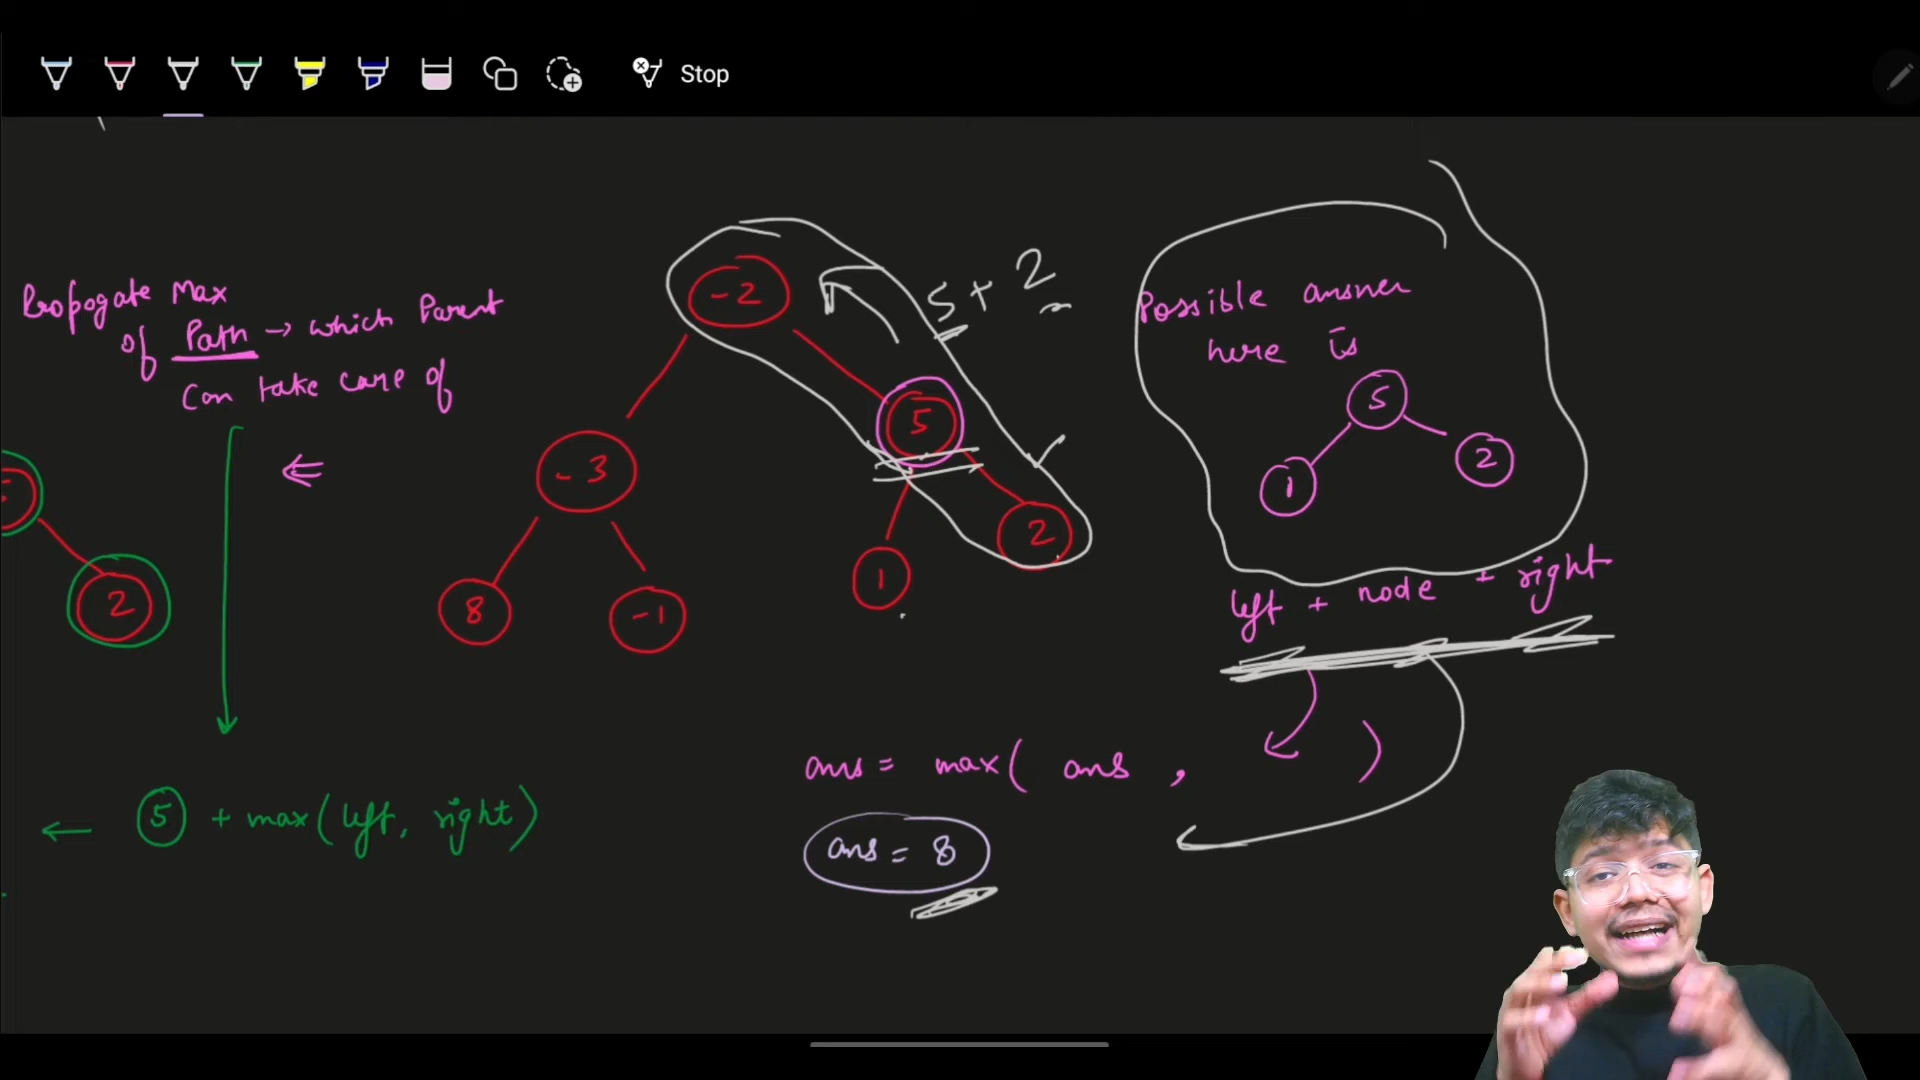 Stop
Propogate Max
of Path → which Parent
Can take care of
2
← 5 + max(left, right)
-2
5 + 2
-3
5
8
-1
1
2
Possible answer
here is
5
1
2
left + node + right
ans = max( ans , )
ans = 8